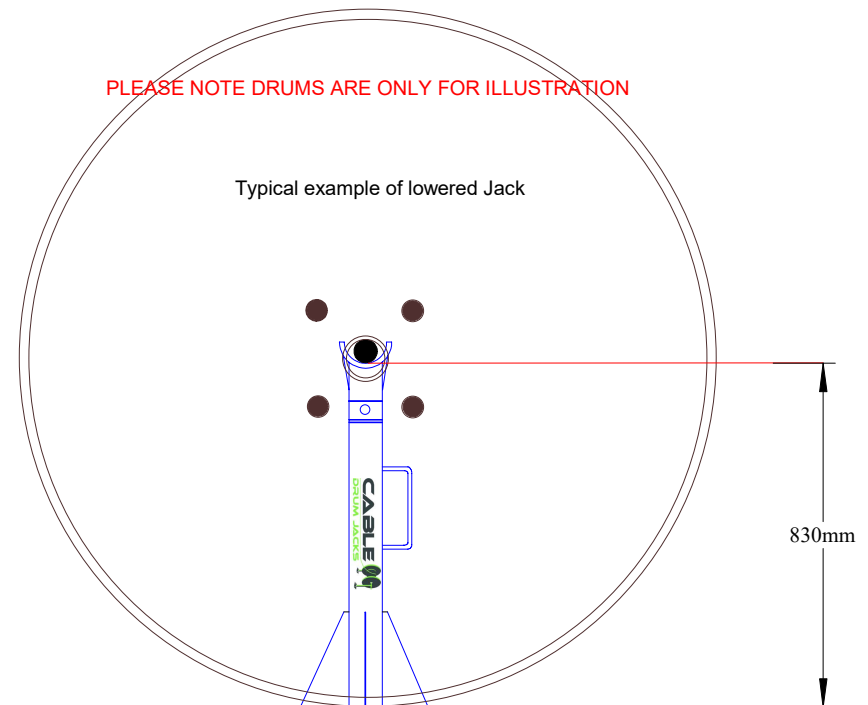 PLEASE NOTE DRUMS ARE ONLY FOR ILLUSTRATION
Typical example of lowered Jack
CABLE
DRUM JACKS
830mm